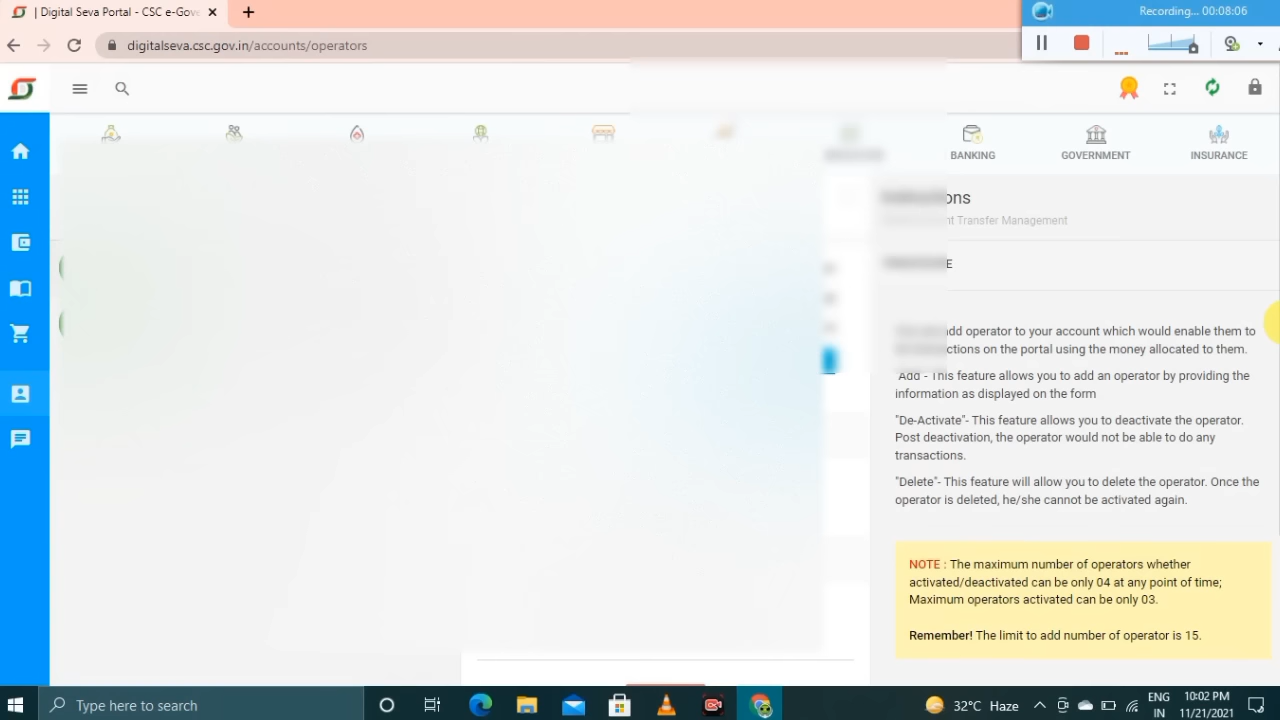 | Digital Seva Portal - CSC e-Gov
Recording... 00:08:06
digitalseva.csc.gov.in/accounts/operators
BANKING
GOVERNMENT
INSURANCE
Transfer Management
add operator to your account which would enable them to
on the portal using the money allocated to them.
"Add - This feature allows you to add an operator by providing the
information as displayed on the form
"De-Activate"- This feature allows you to deactivate the operator.
Post deactivation, the operator would not be able to do any
transactions.
"Delete"- This feature will allow you to delete the operator. Once the
operator is deleted, he/she cannot be activated again.
NOTE : The maximum number of operators whether
activated/deactivated can be only 04 at any point of time;
Maximum operators activated can be only 03.
Remember! The limit to add number of operator is 15.
Type here to search
32°C Haze
ENG
IN
10:02 PM
11/21/2021